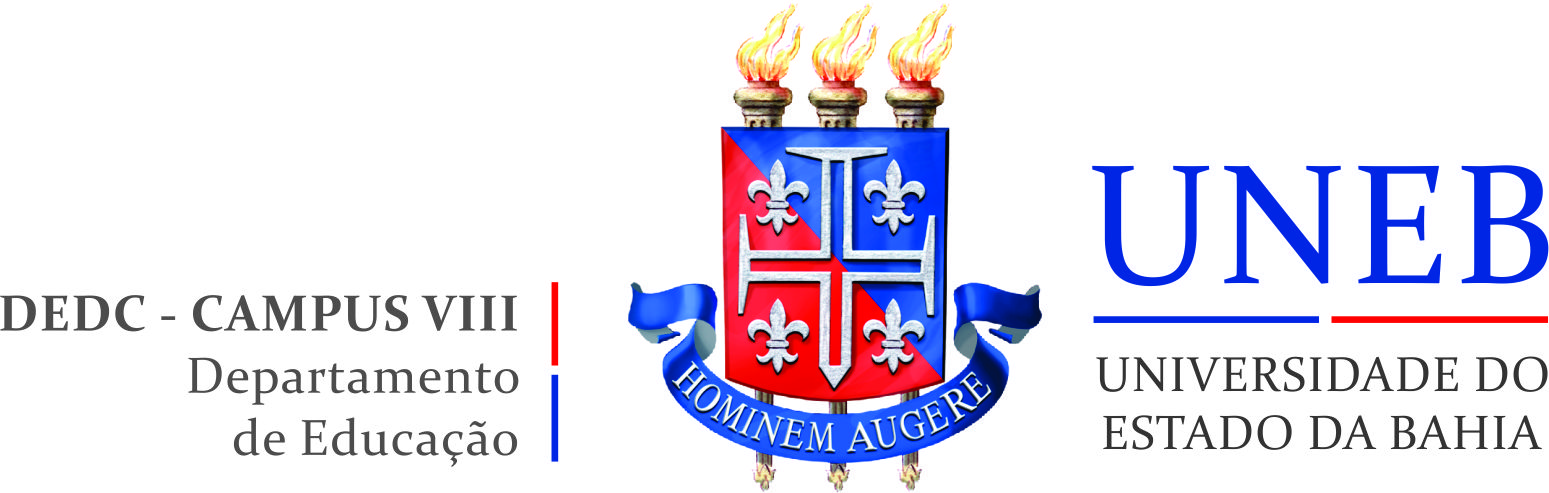 DEDC - CAMPUS VIII
Departamento
de Educação
HOMINEM AUGERE
UNEB
UNIVERSIDADE DO
ESTADO DA BAHIA